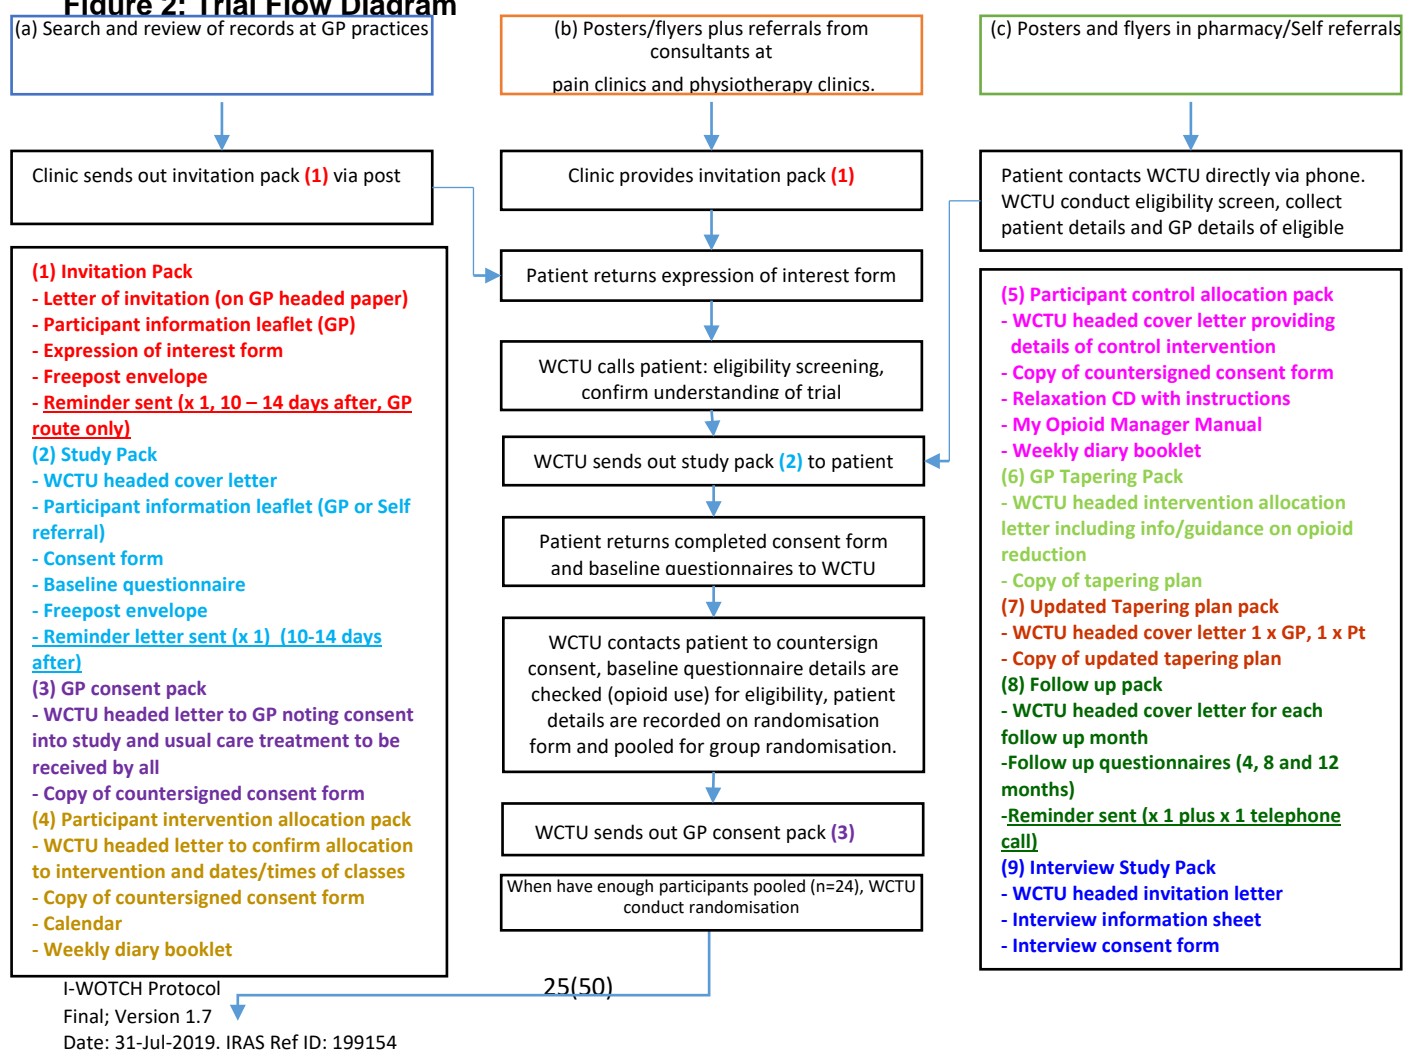 Figure 2: Trial Flow Diagram
(a) Search and review of records at GP practices
(b) Posters/flyers plus referrals from
consultants at
pain clinics and physiotherapy clinics.
(c) Posters and flyers in pharmacy/Self referrals
Clinic sends out invitation pack (1) via post
Clinic provides invitation pack (1)
Patient contacts WCTU directly via phone.
WCTU conduct eligibility screen, collect
patient details and GP details of eligible
Patient returns expression of interest form
WCTU calls patient: eligibility screening,
confirm understanding of trial
WCTU sends out study pack (2) to patient
Patient returns completed consent form
and baseline questionnaires to WCTU
WCTU contacts patient to countersign
consent, baseline questionnaire details are
checked (opioid use) for eligibility, patient
details are recorded on randomisation
form and pooled for group randomisation.
WCTU sends out GP consent pack (3)
When have enough participants pooled (n=24), WCTU
conduct randomisation
(1) Invitation Pack
- Letter of invitation (on GP headed paper)
- Participant information leaflet (GP)
- Expression of interest form
- Freepost envelope
- Reminder sent (x 1, 10 – 14 days after, GP
route only)
(2) Study Pack
- WCTU headed cover letter
- Participant information leaflet (GP or Self
referral)
- Consent form
- Baseline questionnaire
- Freepost envelope
- Reminder letter sent (x 1) (10-14 days
after)
(3) GP consent pack
- WCTU headed letter to GP noting consent
into study and usual care treatment to be
received by all
- Copy of countersigned consent form
(4) Participant intervention allocation pack
- WCTU headed letter to confirm allocation
to intervention and dates/times of classes
- Copy of countersigned consent form
- Calendar
- Weekly diary booklet
(5) Participant control allocation pack
- WCTU headed cover letter providing
details of control intervention
- Copy of countersigned consent form
- Relaxation CD with instructions
- My Opioid Manager Manual
- Weekly diary booklet
(6) GP Tapering Pack
- WCTU headed intervention allocation
letter including info/guidance on opioid
reduction
- Copy of tapering plan
(7) Updated Tapering plan pack
- WCTU headed cover letter 1 x GP, 1 x Pt
- Copy of updated tapering plan
(8) Follow up pack
- WCTU headed cover letter for each
follow up month
-Follow up questionnaires (4, 8 and 12
months)
-Reminder sent (x 1 plus x 1 telephone
call)
(9) Interview Study Pack
- WCTU headed invitation letter
- Interview information sheet
- Interview consent form
I-WOTCH Protocol
25(50)
Final; Version 1.7
Date: 31-Jul-2019. IRAS Ref ID: 199154